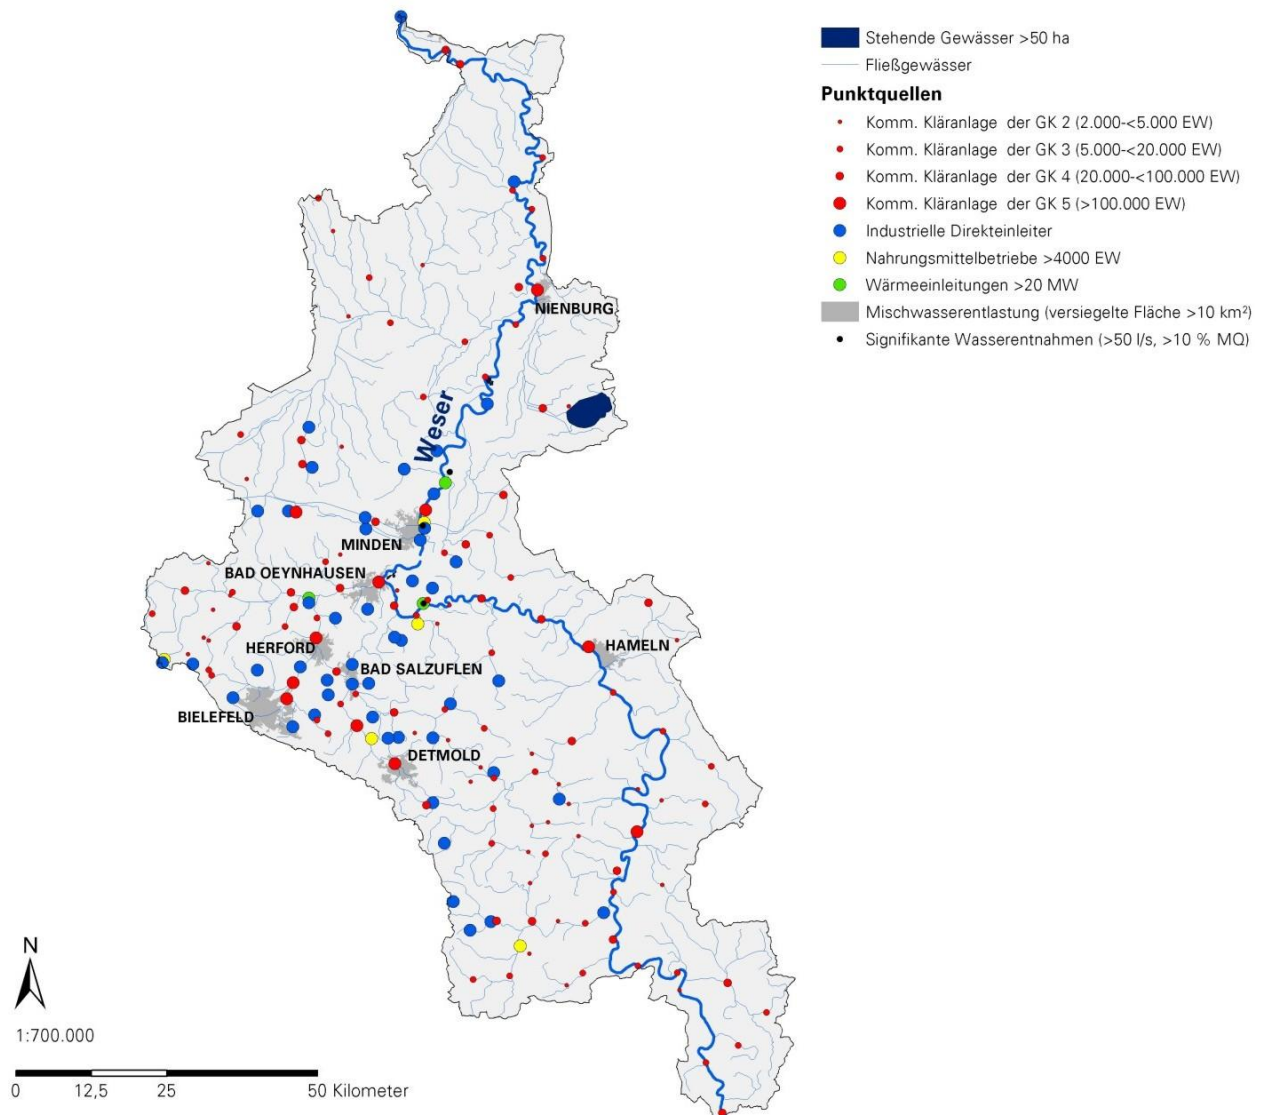 Stehende Gewässer >50 ha
Fließgewässer
Punktquellen
Komm. Kläranlage der GK 2 (2.000-<5.000 EW)
Komm. Kläranlage der GK 3 (5.000-<20.000 EW)
Komm. Kläranlage der GK 4 (20.000-<100.000 EW)
Komm. Kläranlage der GK 5 (>100.000 EW)
Industrielle Direkteinleiter
Nahrungsmittelbetriebe >4000 EW
Wärmeeinleitungen >20 MW
Mischwasserentlastung (versiegelte Fläche >10 km²)
Signifikante Wasserentnahmen (>50 l/s, >10 % MQ)
NIENBURG
Weser
MINDEN
BAD OEYNHAUSEN
HERFORD
HAMELN
BAD SALZUFLEN
BIELEFELD
DETMOLD
N
1:700.000
0 12,5 25 50 Kilometer